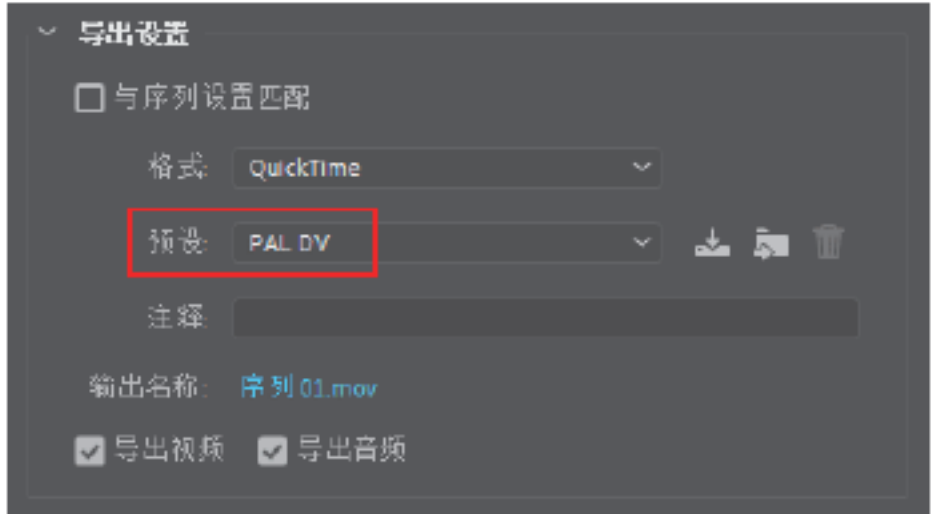 导出设置
与序列设置匹配
格式: QuickTime
预设: PAL DV
注释:
输出名称: 序列 01.mov
导出视频 导出音频